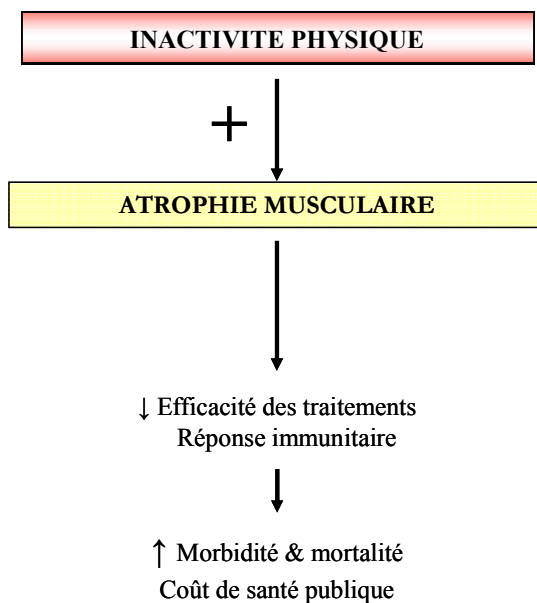 INACTIVITE PHYSIQUE
+
ATROPHIE MUSCULAIRE
↓ Efficacité des traitements
Réponse immunitaire
↑ Morbidité & mortalité
Coût de santé publique